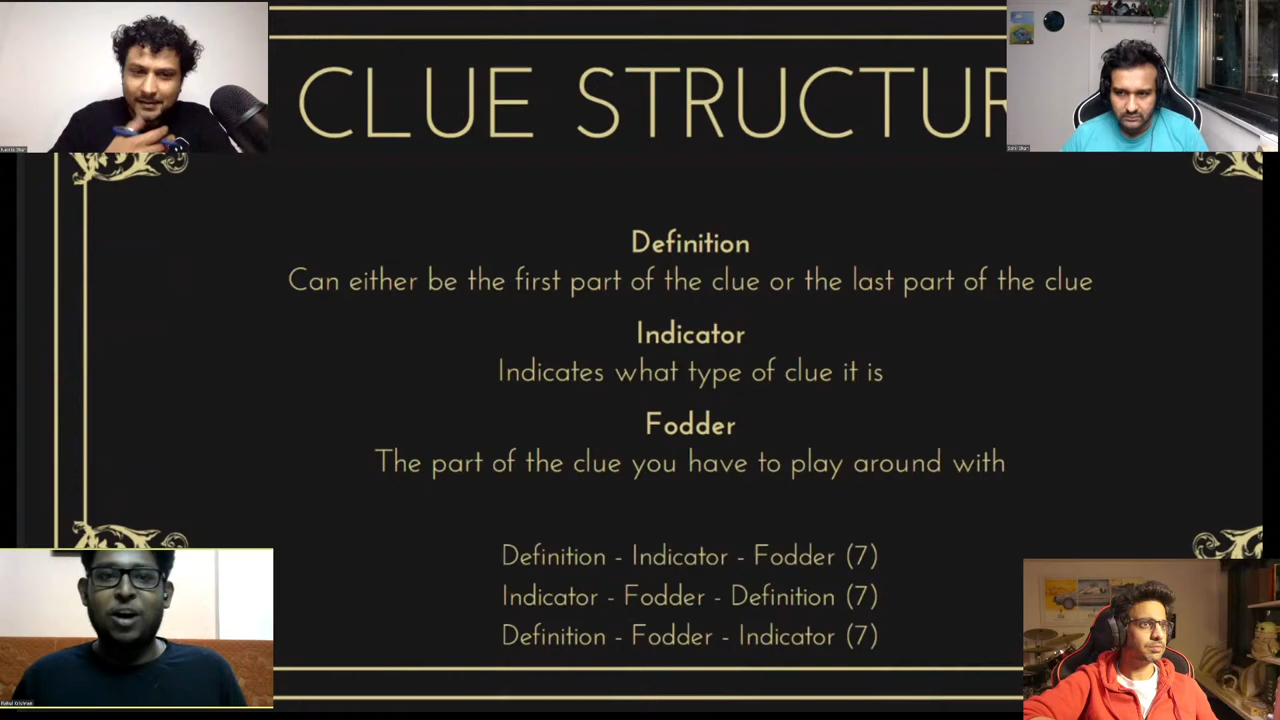 CLUE STRUCTUR
Definition
Can either be the first part of the clue or the last part of the clue
Indicator
Indicates what type of clue it is
Fodder
The part of the clue you have to play around with
Definition - Indicator - Fodder (7)
Indicator - Fodder - Definition (7)
Definition - Fodder - Indicator (7)
Rahul Krishnan